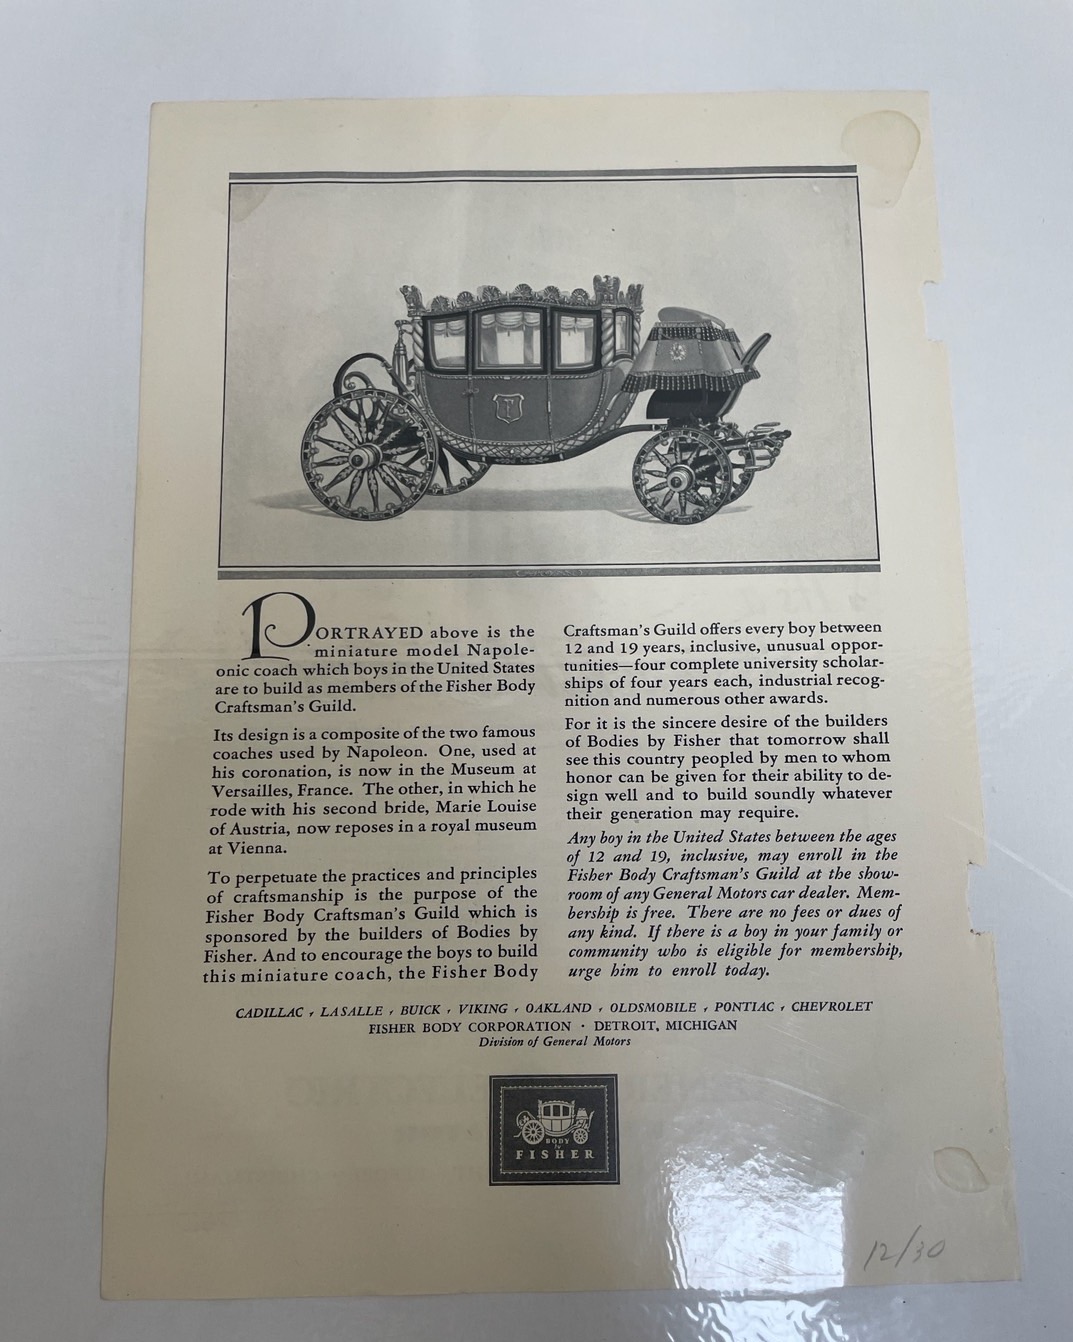 PORTRAYED above is the
miniature model Napole-
onic coach which boys in the United States
are to build as members of the Fisher Body
Craftsman's Guild.
Its design is a composite of the two famous
coaches used by Napoleon. One, used at
his coronation, is now in the Museum at
Versailles, France. The other, in which he
rode with his second bride, Marie Louise
of Austria, now reposes in a royal museum
at Vienna.
To perpetuate the practices and principles
of craftsmanship is the purpose of the
Fisher Body Craftsman's Guild which is
sponsored by the builders of Bodies by
Fisher. And to encourage the boys to build
this miniature coach, the Fisher Body
Craftsman's Guild offers every boy between
12 and 19 years, inclusive, unusual oppor-
tunities—four complete university scholar-
ships of four years each, industrial recog-
nition and numerous other awards.
For it is the sincere desire of the builders
of Bodies by Fisher that tomorrow shall
see this country peopled by men to whom
honor can be given for their ability to de-
sign well and to build soundly whatever
their generation may require.
Any boy in the United States between the ages
of 12 and 19, inclusive, may enroll in the
Fisher Body Craftsman's Guild at the show-
room of any General Motors car dealer. Mem-
bership is free. There are no fees or dues of
any kind. If there is a boy in your family or
community who is eligible for membership,
urge him to enroll today.
CADILLAC , LASALLE , BUICK , VIKING , OAKLAND , OLDSMOBILE , PONTIAC , CHEVROLET
FISHER BODY CORPORATION · DETROIT, MICHIGAN
Division of General Motors
BODY
by
FISHER
12/30